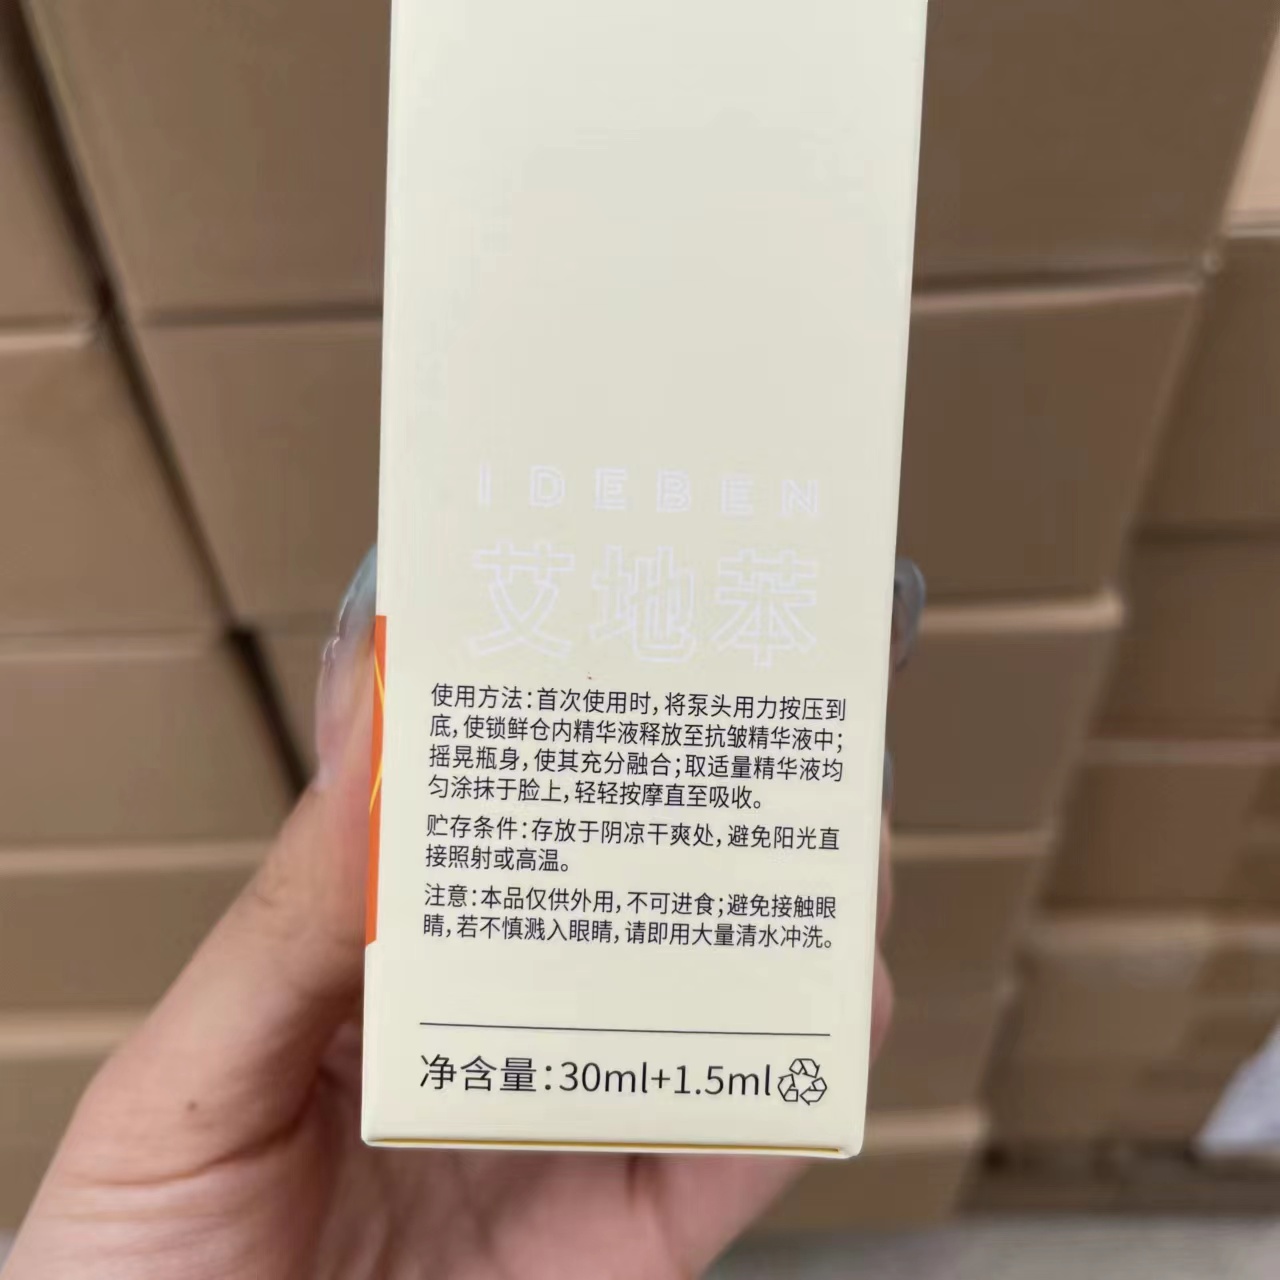 IDEBEN
艾地苯
使用方法:首次使用时,将泵头用力按压到
底,使锁鲜仓内精华液释放至抗皱精华液中;
摇晃瓶身,使其充分融合;取适量精华液均
匀涂抹于脸上,轻轻按摩直至吸收。
贮存条件:存放于阴凉干爽处,避免阳光直
接照射或高温。
注意:本品仅供外用,不可进食;避免接触眼
睛,若不慎溅入眼睛,请即用大量清水冲洗。
净含量:30ml+1.5ml